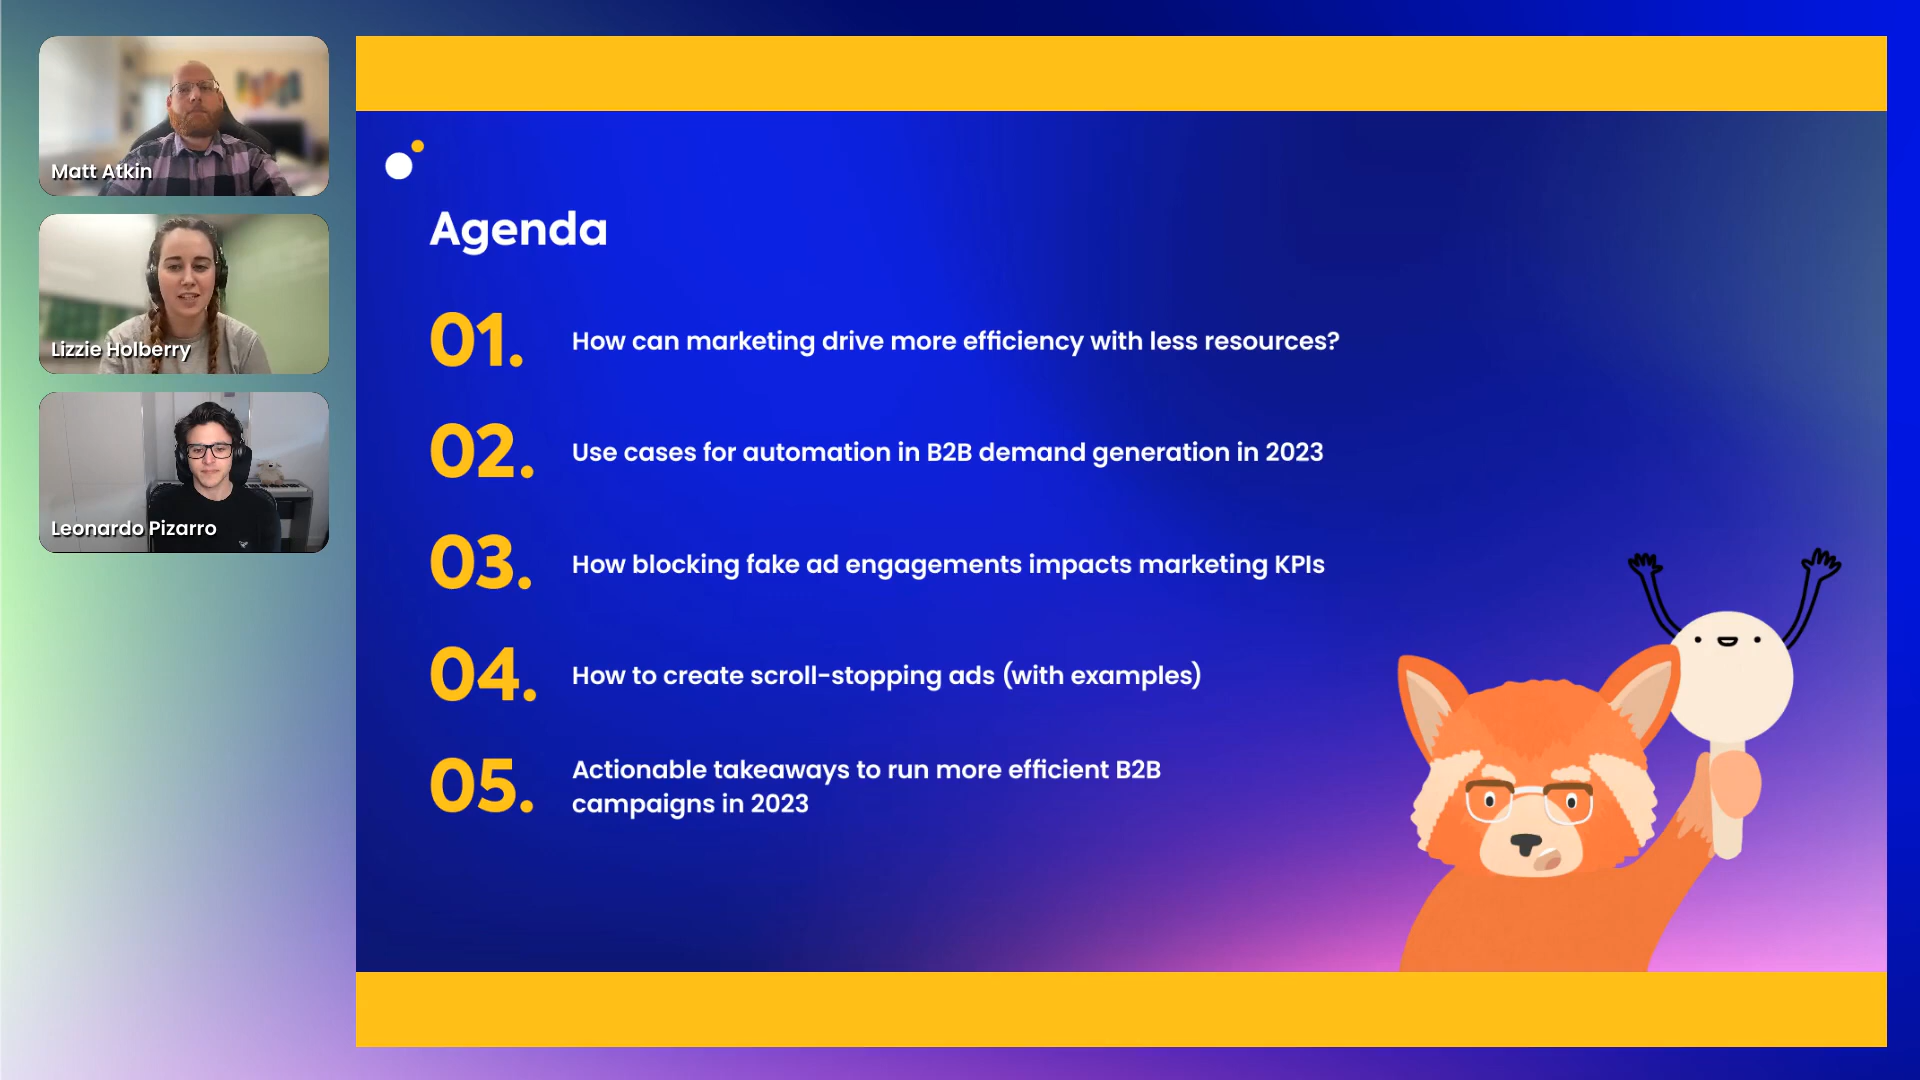 Matt Atkin
Lizzie Holberry
Leonardo Pizarro
Agenda
01. How can marketing drive more efficiency with less resources?
02. Use cases for automation in B2B demand generation in 2023
03. How blocking fake ad engagements impacts marketing KPIs
04. How to create scroll-stopping ads (with examples)
05. Actionable takeaways to run more efficient B2B
campaigns in 2023